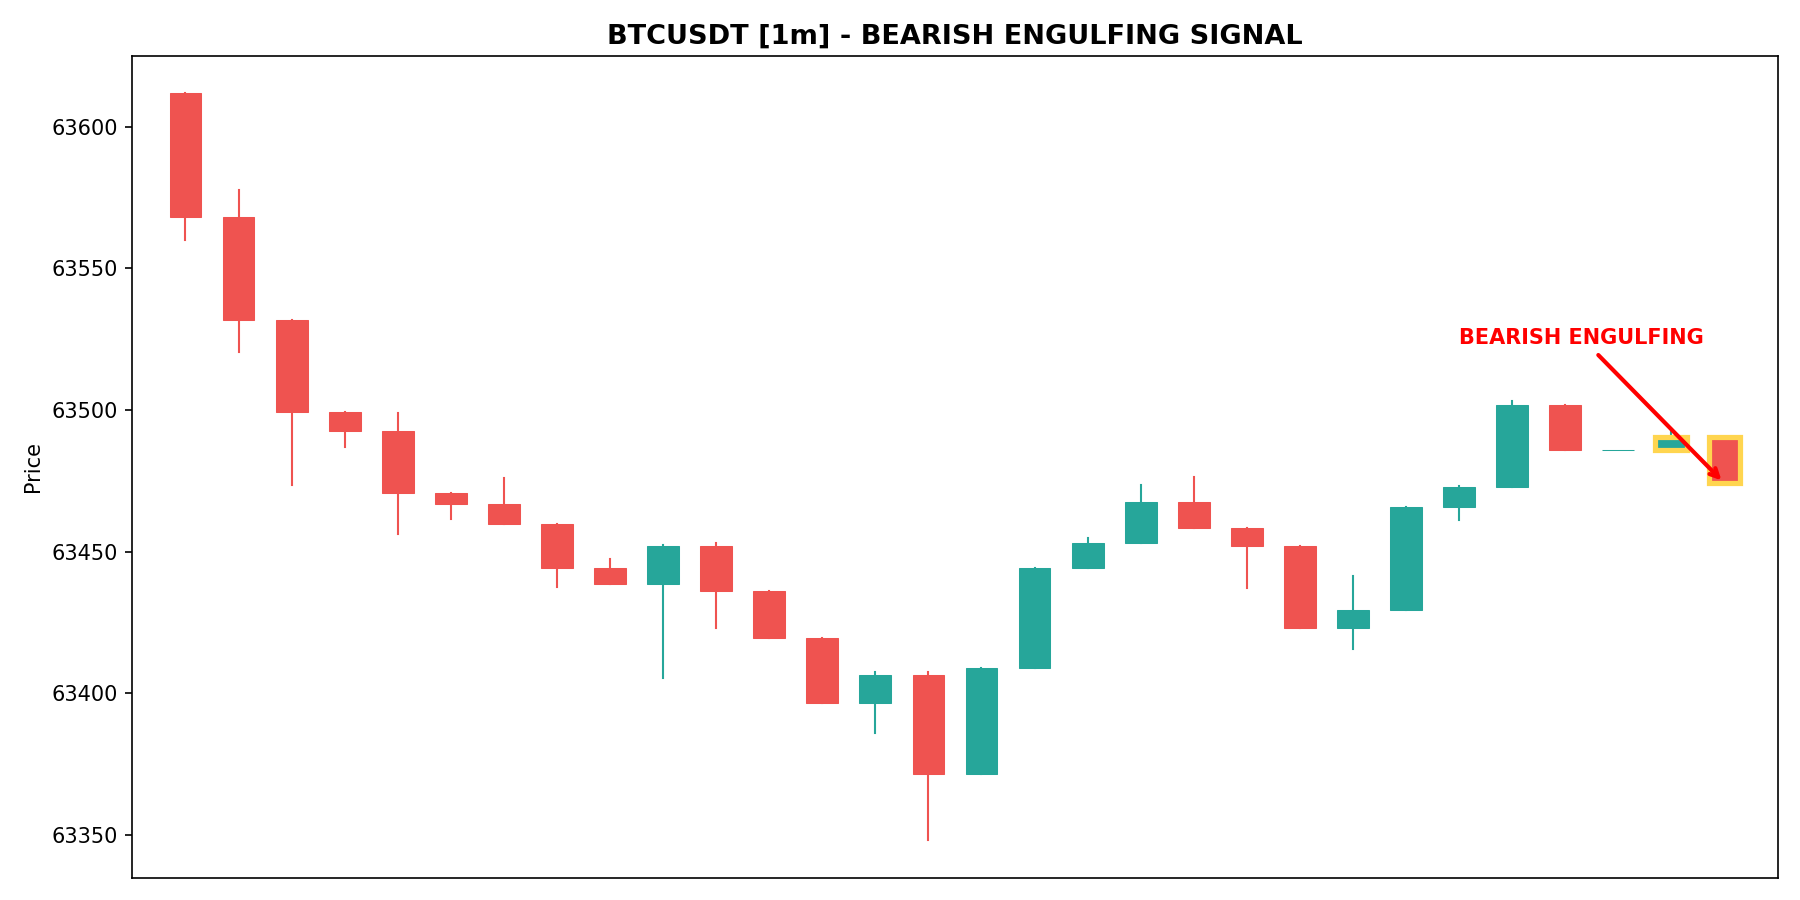 BTCUSDT [1m] - BEARISH ENGULFING SIGNAL
63600
63550
BEARISH ENGULFING
63500
Price
63450
63400
63350